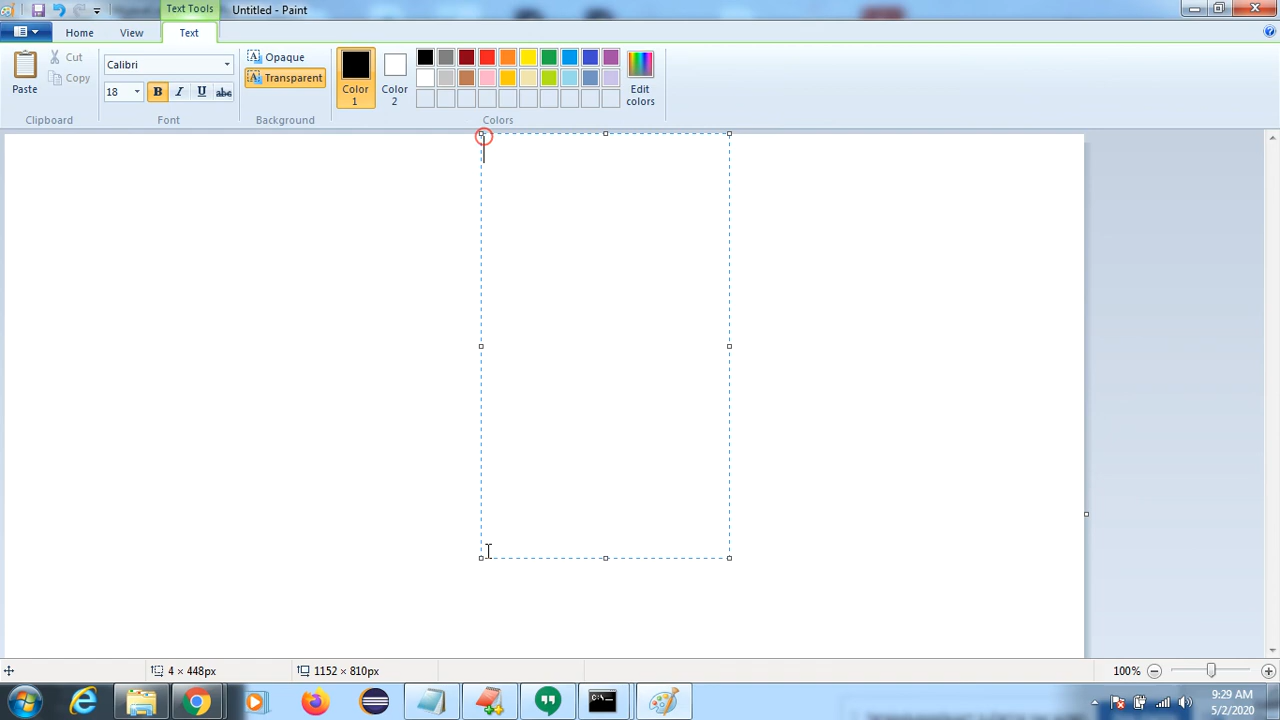 Text Tools
Untitled - Paint
Home
View
Text
Paste
Cut
Copy
Clipboard
Calibri
18
B
I
U
abc
Font
A
Opaque
A
Transparent
Background
Color
1
Color
2
Edit
colors
Colors
4 × 448px
1152 × 810px
100%
C:\_
9:29 AM
5/2/2020